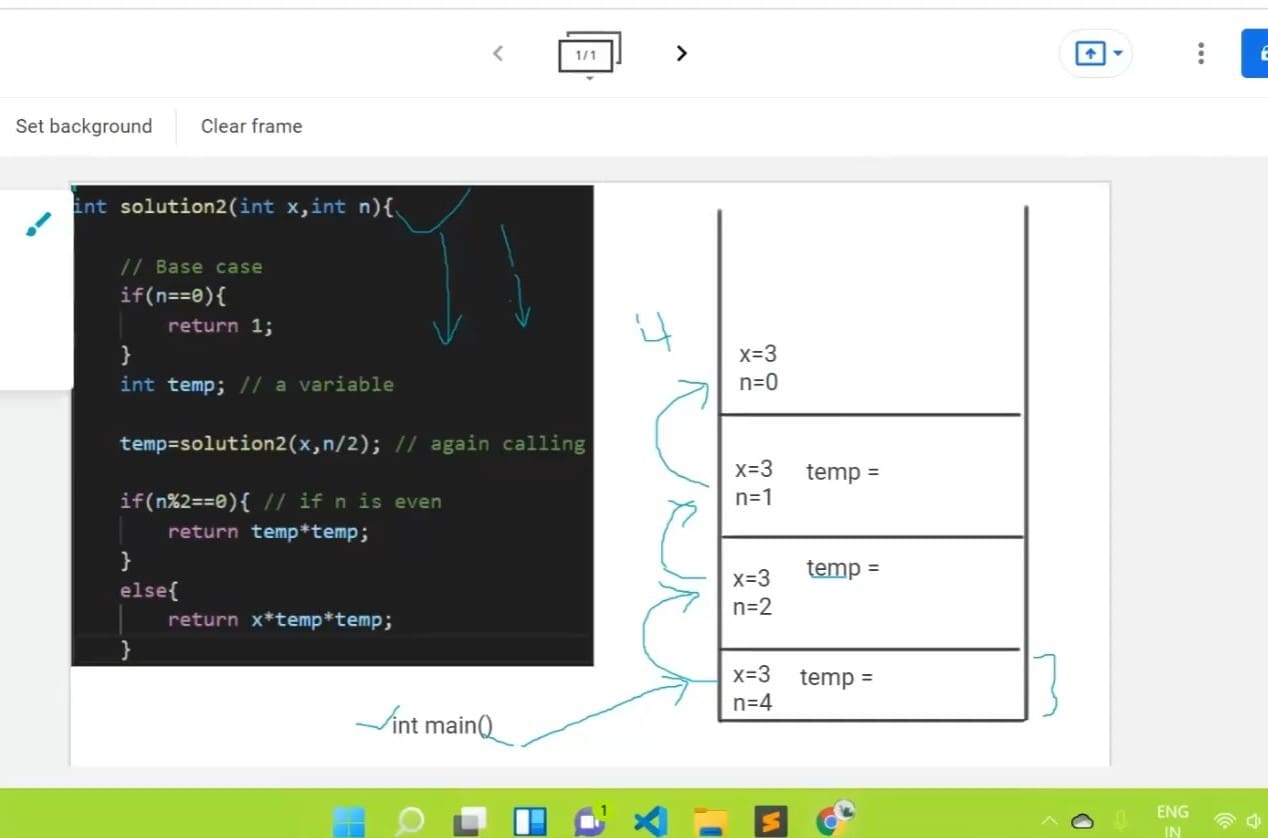 1/1
Set background
Clear frame
int solution2(int x,int n){
// Base case
if(n==0){
return 1;
}
int temp; // a variable
temp=solution2(x,n/2); // again calling
if(n%2==0){ // if n is even
return temp*temp;
}
else{
return x*temp*temp;
}
int main()
4
x=3
n=0
x=3 temp =
n=1
x=3 temp =
n=2
x=3 temp =
n=4
1
ENG
IN